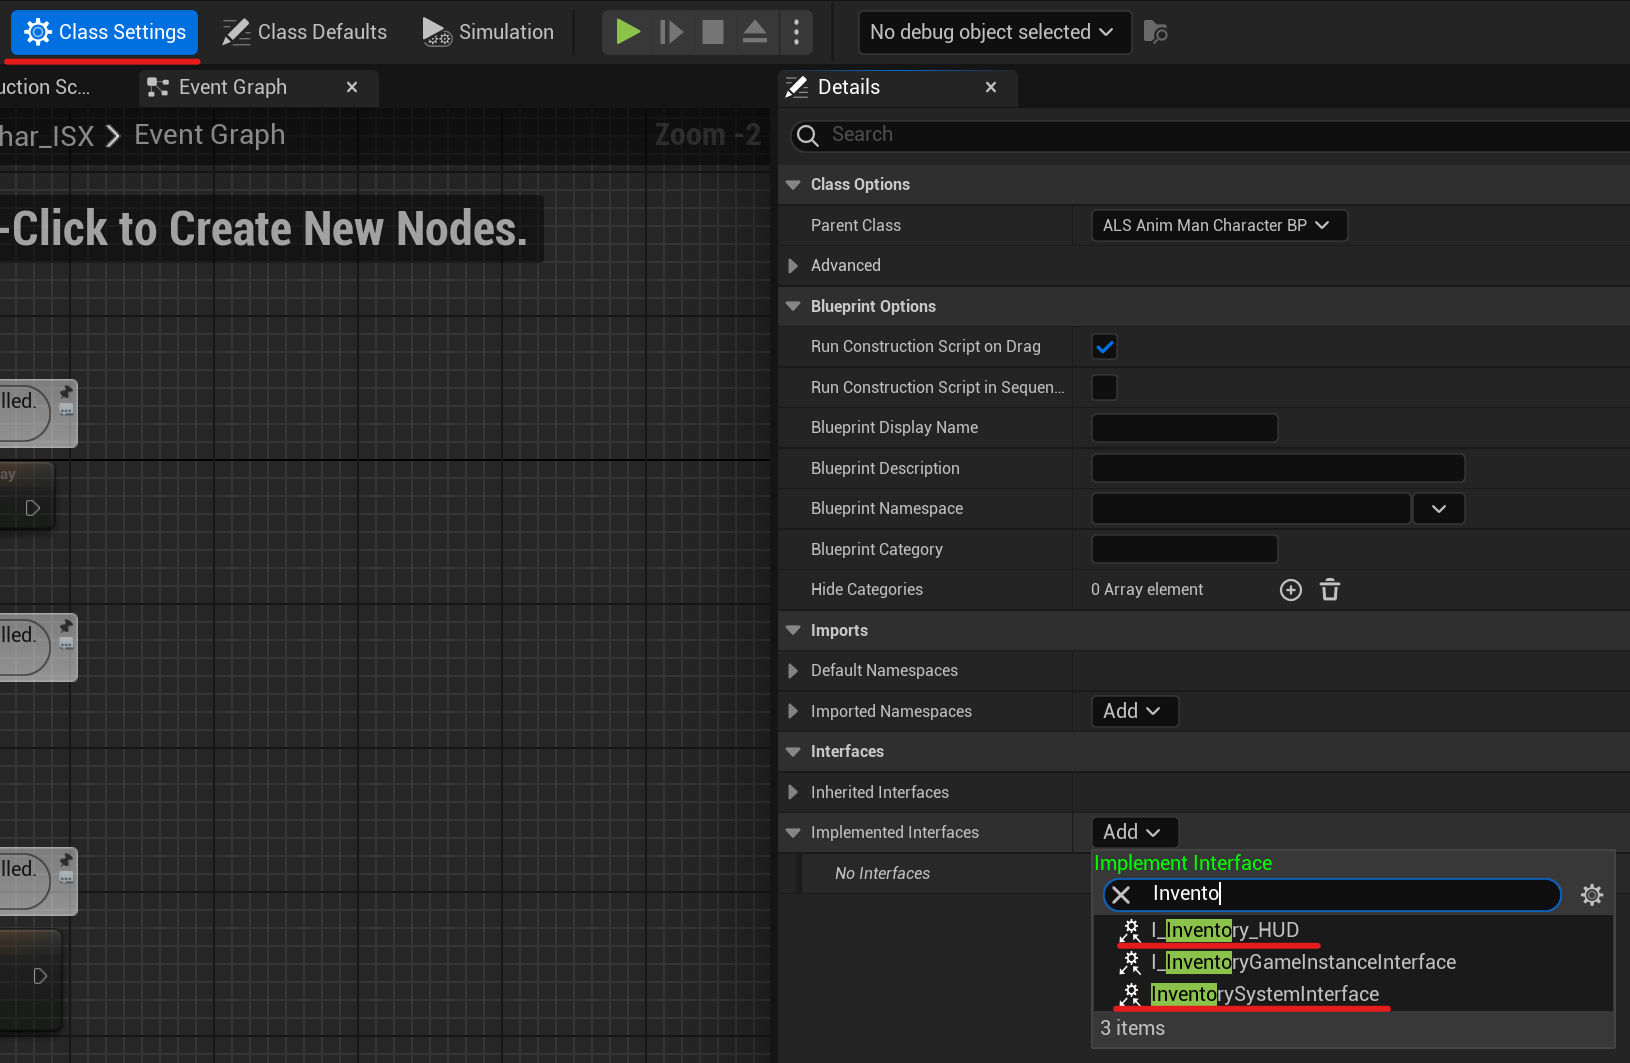 Class Settings
Class Defaults
Simulation
No debug object selected
uction Sc...
Event Graph
Details
har_ISX
Event Graph
Zoom -2
Search
-Click to Create New Nodes.
Class Options
Parent Class
ALS Anim Man Character BP
Advanced
Blueprint Options
Run Construction Script on Drag
Run Construction Script in Sequen...
lled.
Blueprint Display Name
Blueprint Description
ay
Blueprint Namespace
Blueprint Category
Hide Categories
0 Array element
lled.
Imports
Default Namespaces
Imported Namespaces
Add
Interfaces
Inherited Interfaces
Implemented Interfaces
Add
lled.
No Interfaces
Implement Interface
Invento
I_Inventory_HUD
I_InventoryGameInstanceInterface
InventorySystemInterface
3 items